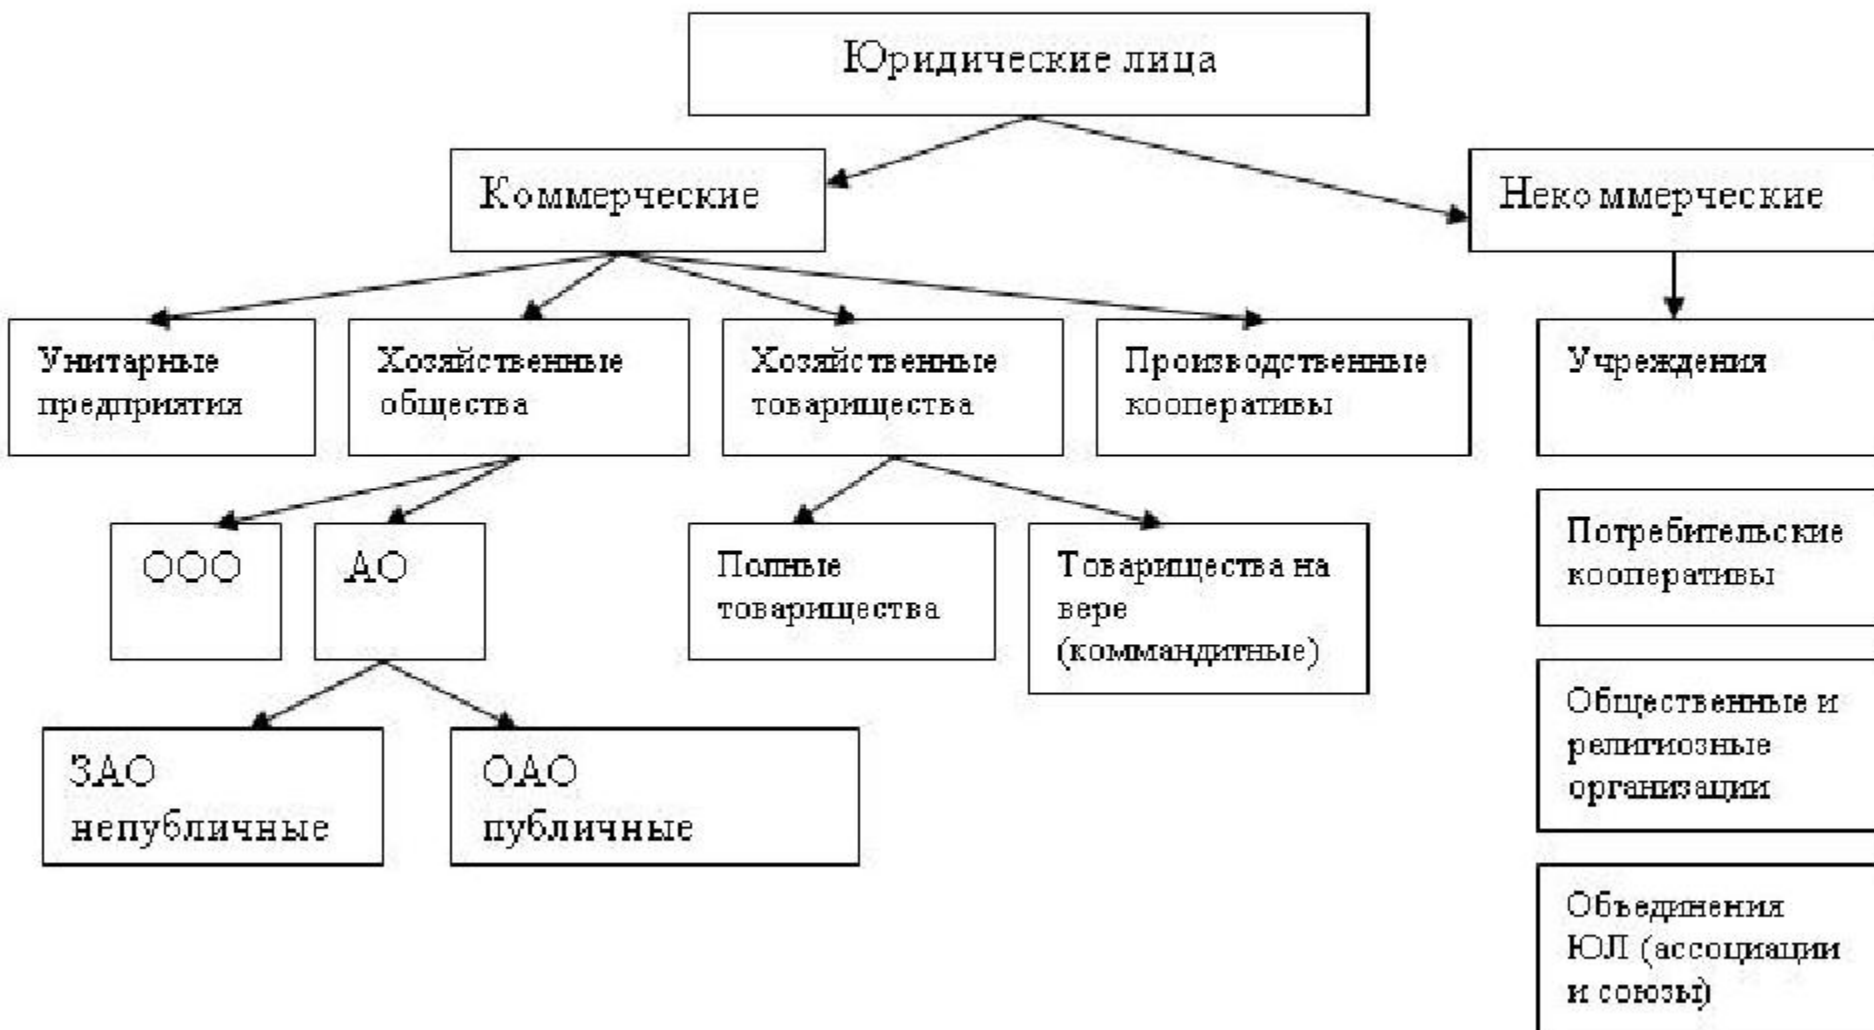 Юридические лица
Коммерческие
Некоммерческие
Унитарные
предприятия
Хозяйственные
общества
Хозяйственные
товарищества
Производственные
кооперативы
Учреждения
ООО
АО
Полные
товарищества
Товарищества на
вере
(коммандитные)
Потребительские
кооперативы
ЗАО
непубличные
ОАО
публичные
Общественные и
религиозные
организации
Объединения
ЮЛ (ассоциации
и союзы)